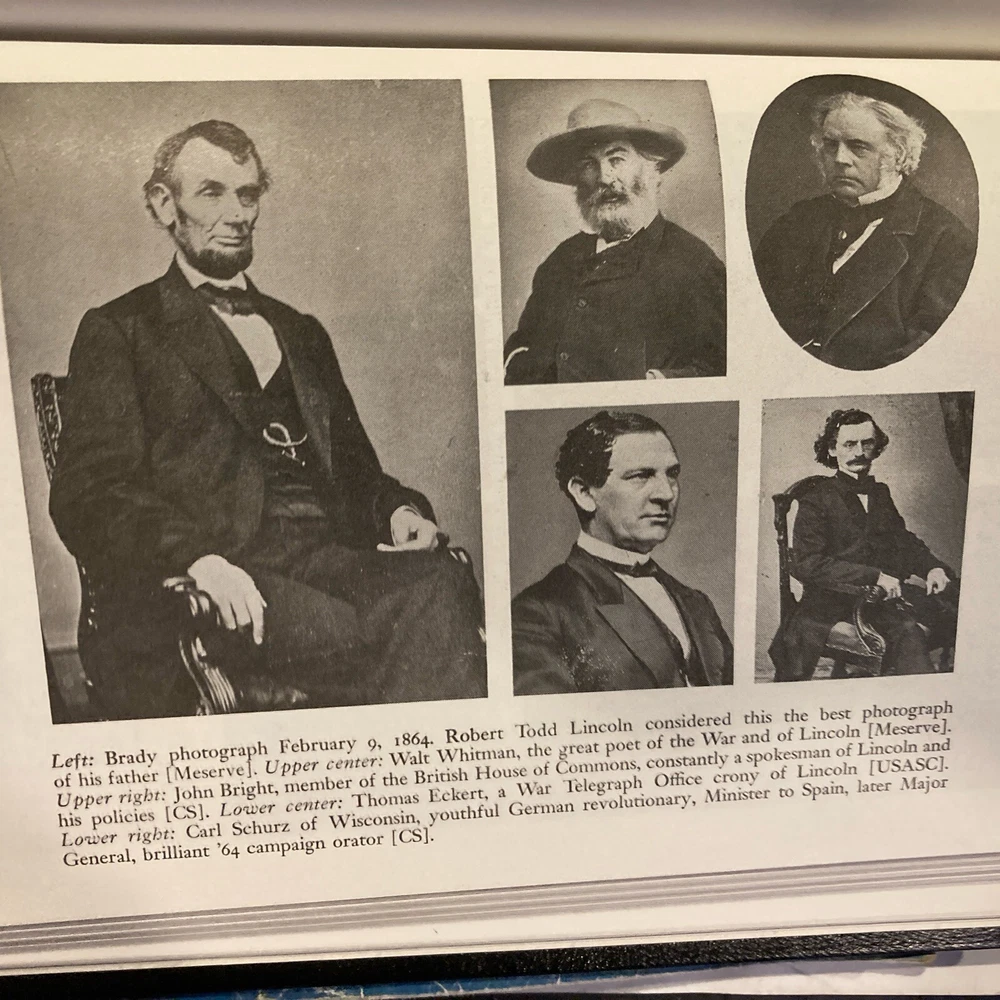 Left: Brady photograph February 9, 1864. Robert Todd Lincoln considered this the best photograph
of his father [Meserve]. Upper center: Walt Whitman, the great poet of the War and of Lincoln [Meserve].
Upper right: John Bright, member of the British House of Commons, constantly a spokesman of Lincoln and
his policies [CS]. Lower center: Thomas Eckert, a War Telegraph Office crony of Lincoln [USASC].
Lower right: Carl Schurz of Wisconsin, youthful German revolutionary, Minister to Spain, later Major
General, brilliant '64 campaign orator [CS].